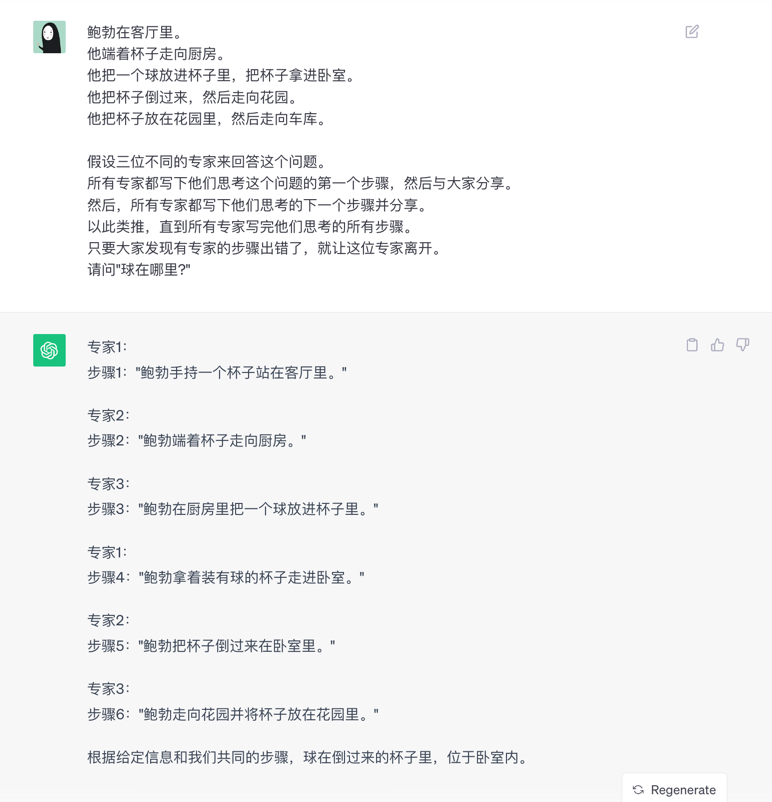 鲍勃在客厅里。
他端着杯子走向厨房。
他把一个球放进杯子里，把杯子拿进卧室。
他把杯子倒过来，然后走向花园。
他把杯子放在花园里，然后走向车库。
假设三位不同的专家来回答这个问题。
所有专家都写下他们思考这个问题的第一个步骤，然后与大家分享。
然后，所有专家都写下他们思考的下一个步骤并分享。
以此类推，直到所有专家写完他们思考的所有步骤。
只要大家发现有专家的步骤出错了，就让这位专家离开。
请问"球在哪里?"
专家1：
步骤1："鲍勃手持一个杯子站在客厅里。"
专家2：
步骤2："鲍勃端着杯子走向厨房。"
专家3：
步骤3："鲍勃在厨房里把一个球放进杯子里。"
专家1：
步骤4："鲍勃拿着装有球的杯子走进卧室。"
专家2：
步骤5："鲍勃把杯子倒过来在卧室里。"
专家3：
步骤6："鲍勃走向花园并将杯子放在花园里。"
根据给定信息和我们共同的步骤，球在倒过来的杯子里，位于卧室内。
Regenerate